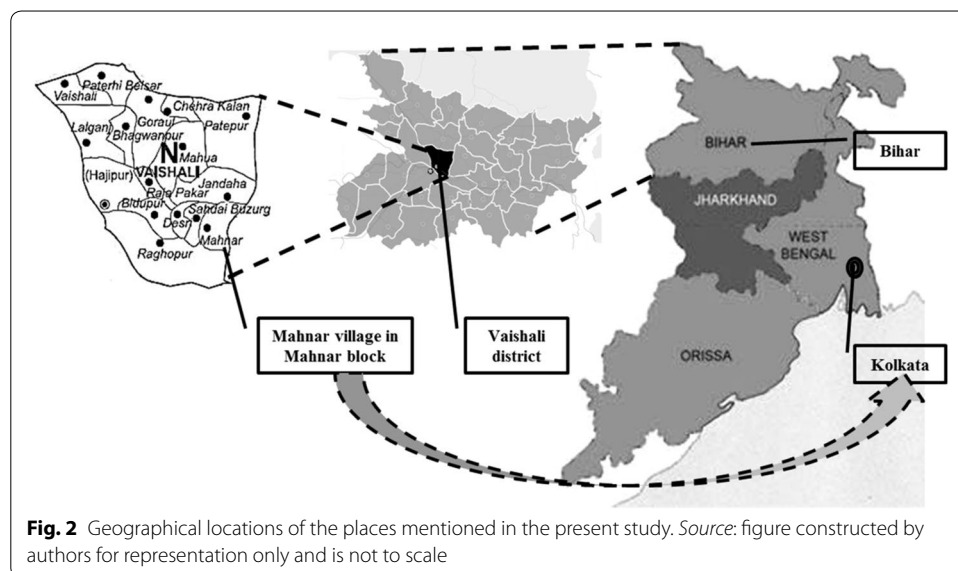 Paterhi Belsar
Vaishali
Chehra Kalan
Goraul
Patepur
Lalganj
Bhagwanpur
N
Mahua
VAISHALI
(Hajipur)
Jandaha
Raja Pakar
Bidupur
Sahdai Buzurg
Desri
Mahnar
Raghopur
BIHAR
Bihar
JHARKHAND
WEST
BENGAL
ORISSA
Mahnar village in
Mahnar block
Vaishali
district
Kolkata
Fig. 2 Geographical locations of the places mentioned in the present study. Source: figure constructed by
authors for representation only and is not to scale